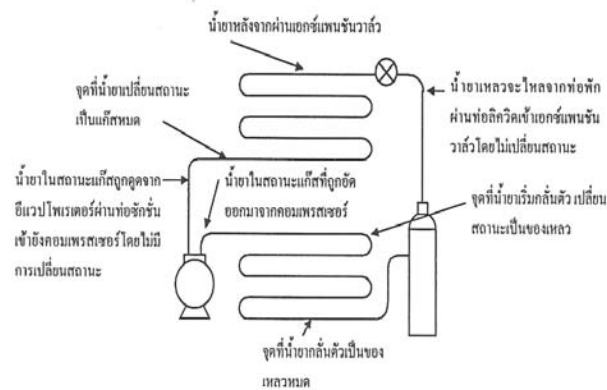 น้ำยาหลังจากผ่านเอกซ์แพนชันวาล์ว
จุดที่น้ำยาเปลี่ยนสถานะ
เป็นแก๊สหมด
น้ำยาเหลวจะไหลจากท่อพัก
ผ่านท่อลิควิดเข้าเอกซ์แพนชัน
วาล์วโดยไม่เปลี่ยนสถานะ
น้ำยาในสถานะแก๊สถูกดูดจาก
อีแวปโพเรเตอร์ผ่านท่อซักชั่น
เข้ายังคอมเพรสเซอร์โดยไม่มี
การเปลี่ยนสถานะ
น้ำยาในสถานะแก๊สที่ถูกอัด
ออกมาจากคอมเพรสเซอร์
จุดที่น้ำยาเริ่มกลั่นตัว เปลี่ยน
สถานะเป็นของเหลว
จุดที่น้ำยากลั่นตัวเป็นของ
เหลวหมด